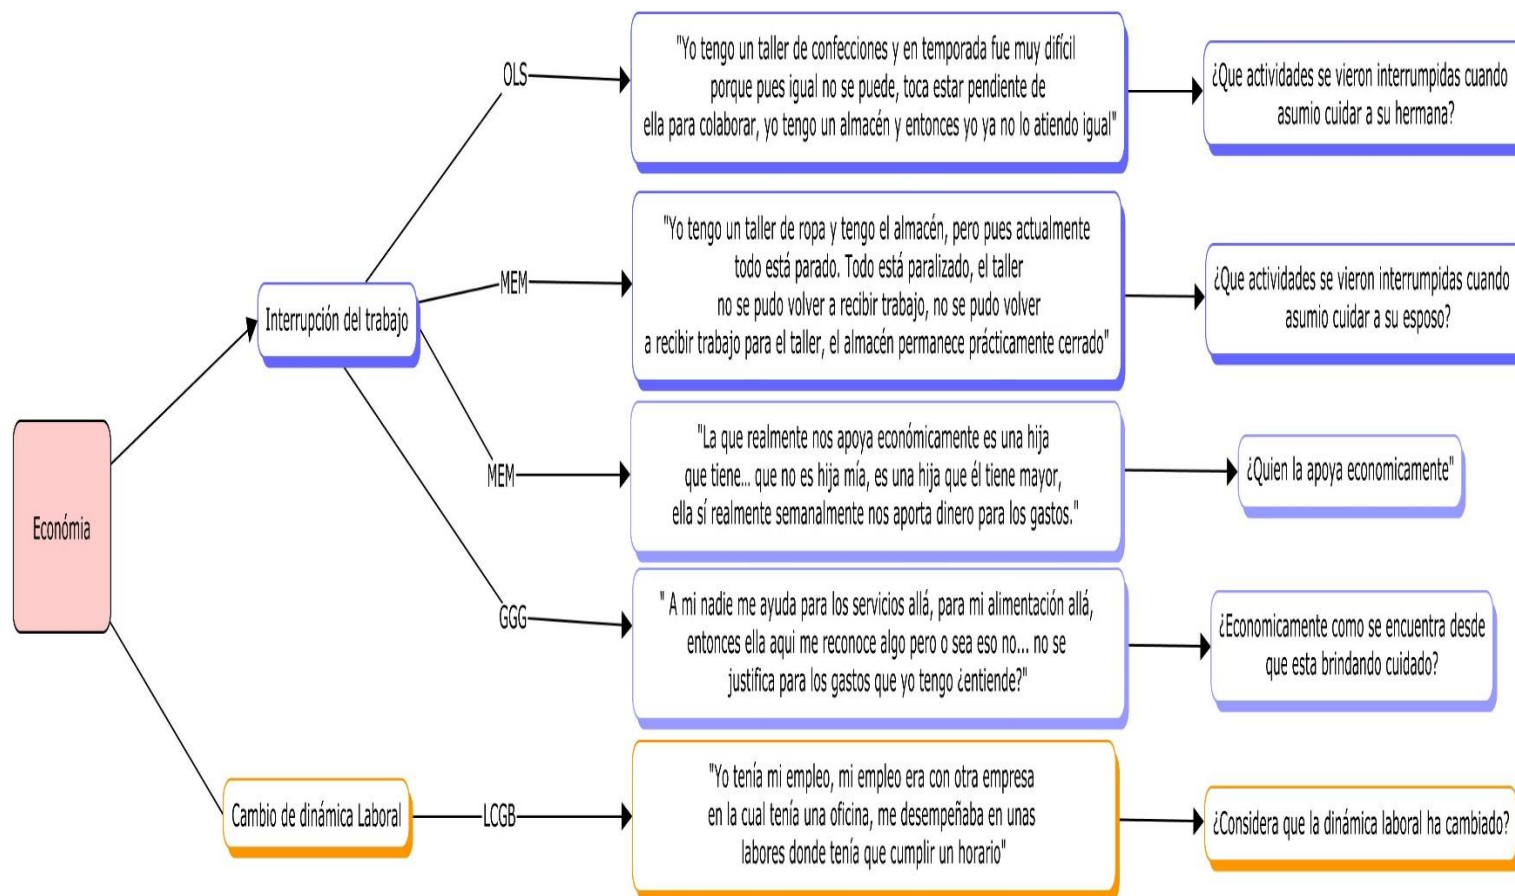 Económia
Interrupción del trabajo
OLS
"Yo tengo un taller de confecciones y en temporada fue muy difícil
porque pues igual no se puede, toca estar pendiente de
ella para colaborar, yo tengo un almacén y entonces yo ya no lo atiendo igual"
¿Que actividades se vieron interrumpidas cuando
asumio cuidar a su hermana?
MEM
"Yo tengo un taller de ropa y tengo el almacén, pero pues actualmente
todo está parado. Todo está paralizado, el taller
no se pudo volver a recibir trabajo, no se pudo volver
a recibir trabajo para el taller, el almacén permanece prácticamente cerrado"
¿Que actividades se vieron interrumpidas cuando
asumio cuidar a su esposo?
MEM
"La que realmente nos apoya económicamente es una hija
que tiene... que no es hija mía, es una hija que él tiene mayor,
ella sí realmente semanalmente nos aporta dinero para los gastos."
¿Quien la apoya economicamente"
GGG
" A mi nadie me ayuda para los servicios allá, para mi alimentación allá,
entonces ella aqui me reconoce algo pero o sea eso no... no se
justifica para los gastos que yo tengo ¿entiende?"
¿Economicamente como se encuentra desde
que esta brindando cuidado?
Cambio de dinámica Laboral
LCGB
"Yo tenía mi empleo, mi empleo era con otra empresa
en la cual tenía una oficina, me desempeñaba en unas
labores donde tenía que cumplir un horario"
¿Considera que la dinámica laboral ha cambiado?